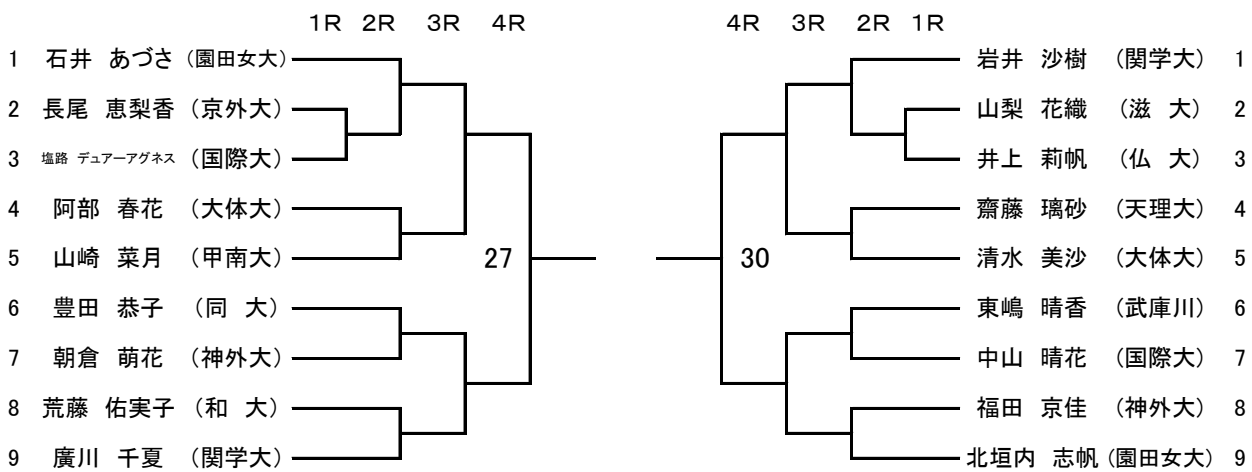 1R 2R 3R 4R
1 石井 あづさ (園田女大)
2 長尾 恵梨香 (京外大)
3 塩路 デュアーアグネス (国際大)
4 阿部 春花 (大体大)
5 山崎 菜月 (甲南大)
27
6 豊田 恭子 (同 大)
7 朝倉 萌花 (神外大)
8 荒藤 佑実子 (和 大)
9 廣川 千夏 (関学大)
4R 3R 2R 1R
岩井 沙樹 (関学大) 1
山梨 花織 (滋 大) 2
井上 莉帆 (仏 大) 3
齋藤 璃砂 (天理大) 4
30
清水 美沙 (大体大) 5
東嶋 晴香 (武庫川) 6
中山 晴花 (国際大) 7
福田 京佳 (神外大) 8
北垣内 志帆 (園田女大) 9